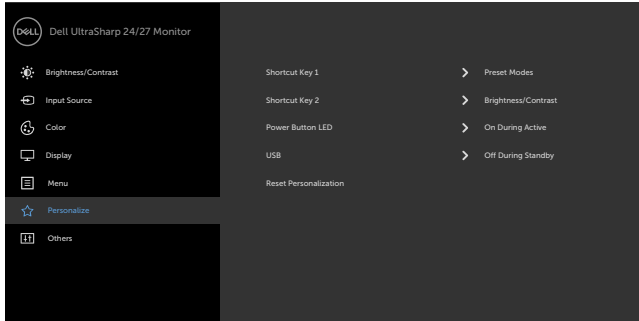 DELL Dell UltraSharp 24/27 Monitor
Brightness/Contrast
Input Source
Color
Display
Menu
Personalize
Others
Shortcut Key 1 Preset Modes
Shortcut Key 2 Brightness/Contrast
Power Button LED On During Active
USB Off During Standby
Reset Personalization